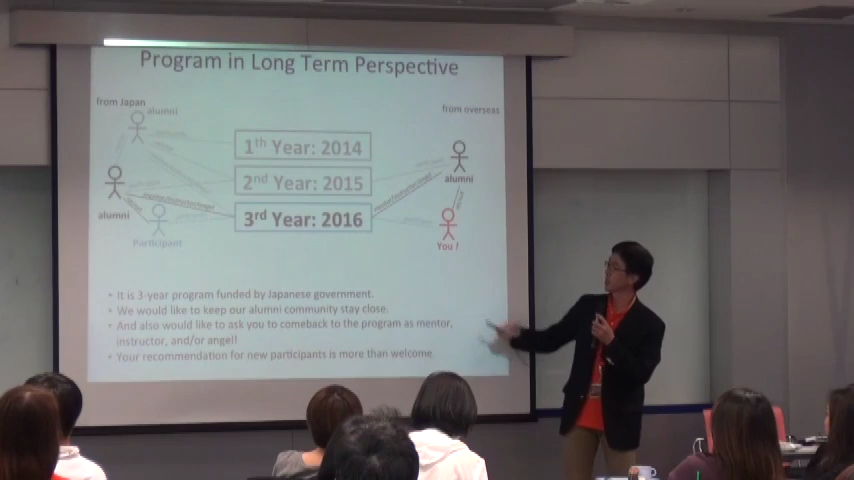 Program in Long Term Perspective
from Japan
alumni
from overseas
1th Year: 2014
2nd Year: 2015
alumni
alumni
3rd Year: 2016
Participant
You !
• It is 3-year program funded by Japanese government.
• We would like to keep our alumni community stay close.
• And also would like to ask you to comeback to the program as mentor,
instructor, and/or angel!
• Your recommendation for new participants is more than welcome.